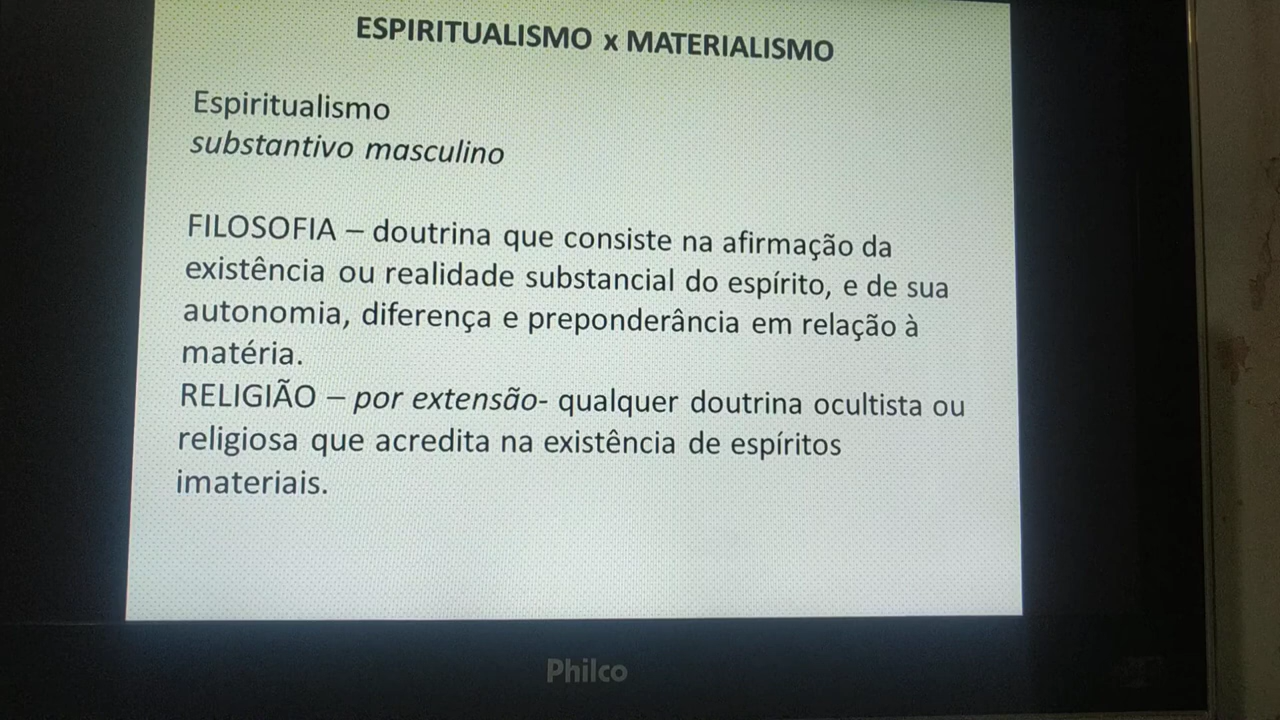 ESPIRITUALISMO x MATERIALISMO
Espiritualismo
substantivo masculino
FILOSOFIA – doutrina que consiste na afirmação da
existência ou realidade substancial do espírito, e de sua
autonomia, diferença e preponderância em relação à
matéria.
RELIGIÃO – por extensão- qualquer doutrina ocultista ou
religiosa que acredita na existência de espíritos
imateriais.
Philco